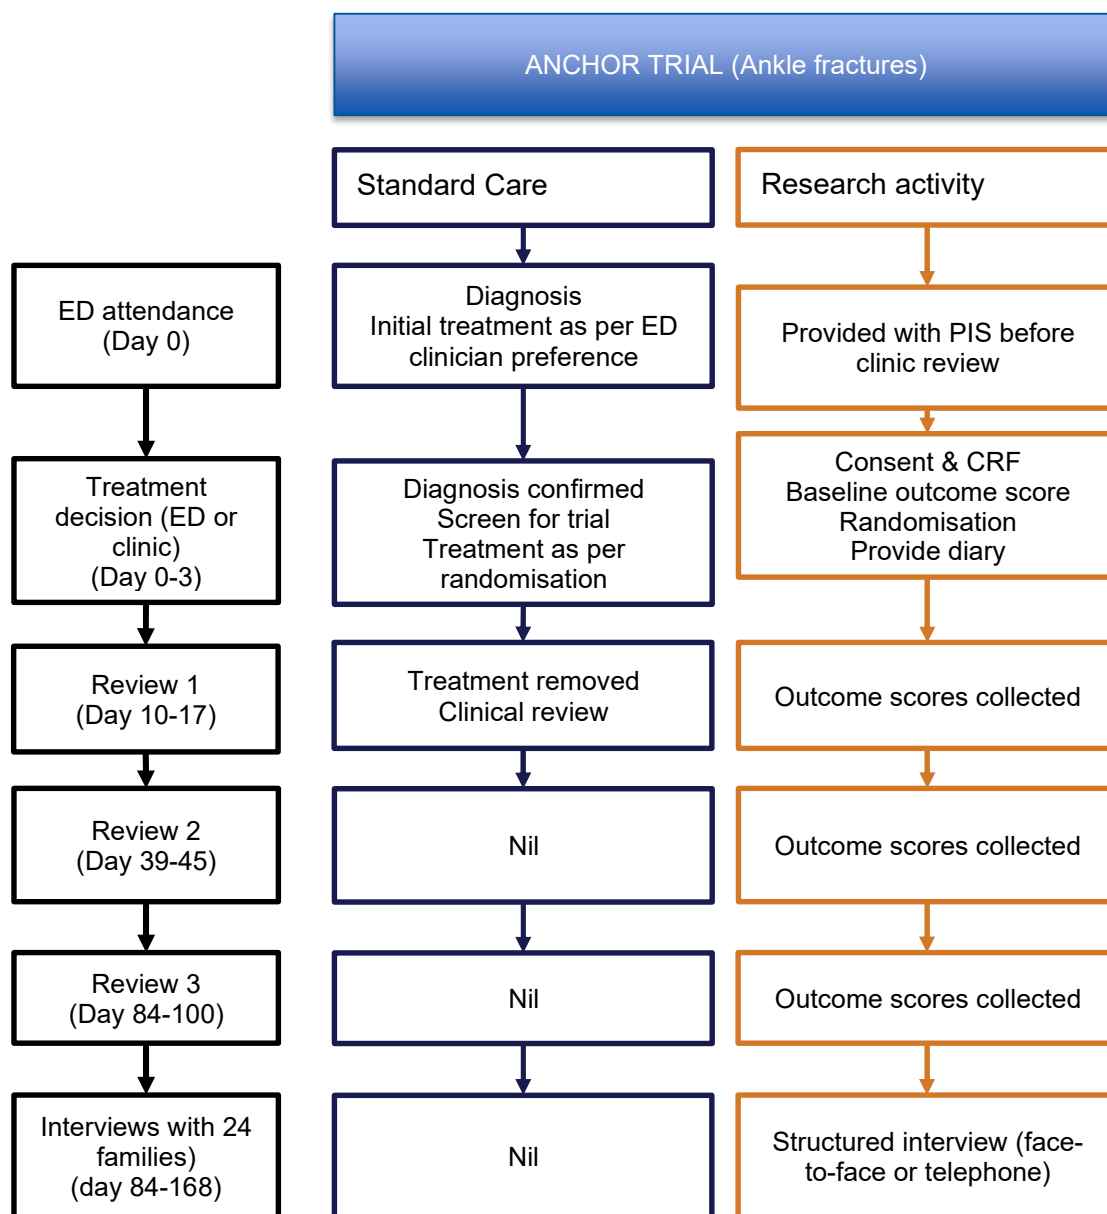 ANCHOR TRIAL (Ankle fractures)
Standard Care
Research activity
ED attendance
(Day 0)
Diagnosis
Initial treatment as per ED
clinician preference
Provided with PIS before
clinic review
Treatment
decision (ED or
clinic)
(Day 0-3)
Diagnosis confirmed
Screen for trial
Treatment as per
randomisation
Consent & CRF
Baseline outcome score
Randomisation
Provide diary
Review 1
(Day 10-17)
Treatment removed
Clinical review
Outcome scores collected
Review 2
(Day 39-45)
Nil
Outcome scores collected
Review 3
(Day 84-100)
Nil
Outcome scores collected
Interviews with 24
families)
(day 84-168)
Nil
Structured interview (face-
to-face or telephone)